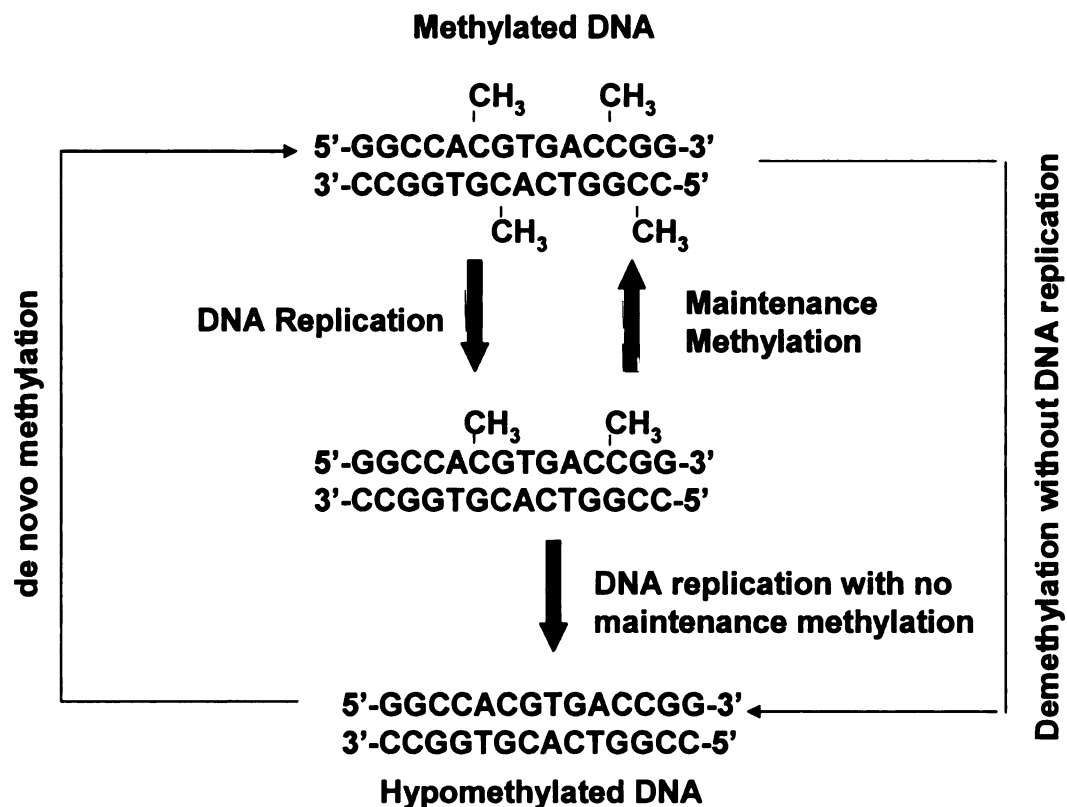 Methylated DNA
CH₃ CH₃
5’-GGCCACGTGACCGG-3’
3’-CCGGTGCACTGGCC-5’
CH₃ CH₃
DNA Replication
Maintenance
Methylation
de novo methylation
Demethylation without DNA replication
CH₃ CH₃
5’-GGCCACGTGACCGG-3’
3’-CCGGTGCACTGGCC-5’
DNA replication with no
maintenance methylation
5’-GGCCACGTGACCGG-3’
3’-CCGGTGCACTGGCC-5’
Hypomethylated DNA